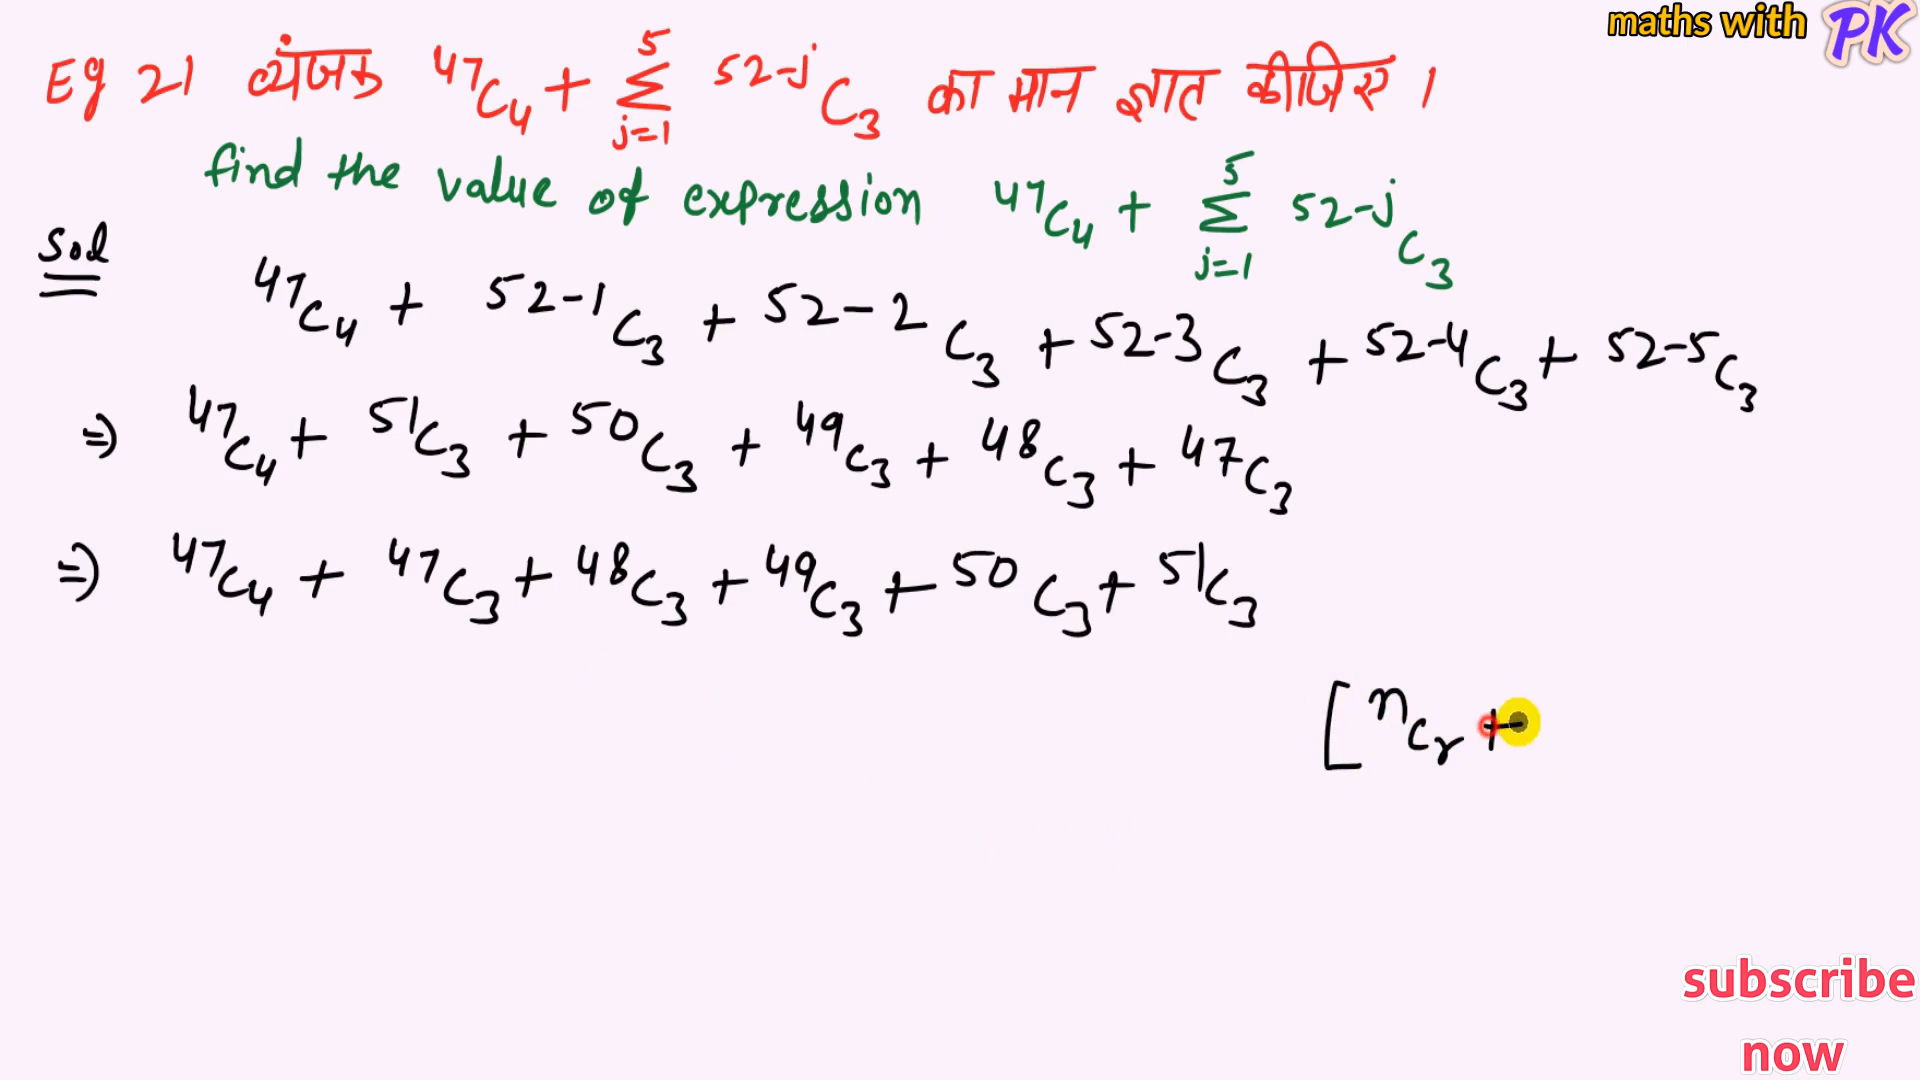 maths with PK
Eg 21 व्यंजक ⁴⁷C₄ + ∑_{j=1}^{5} ⁵²⁻ʲC₃ का मान ज्ञात कीजिए ।
find the value of expression ⁴⁷C₄ + ∑_{j=1}^{5} ⁵²⁻ʲC₃
Sol
⁴⁷C₄ + ⁵²⁻¹C₃ + ⁵²⁻²C₃ + ⁵²⁻³C₃ + ⁵²⁻⁴C₃ + ⁵²⁻⁵C₃
⇒ ⁴⁷C₄ + ⁵¹C₃ + ⁵⁰C₃ + ⁴⁹C₃ + ⁴⁸C₃ + ⁴⁷C₃
⇒ ⁴⁷C₄ + ⁴⁷C₃ + ⁴⁸C₃ + ⁴⁹C₃ + ⁵⁰C₃ + ⁵¹C₃
[ ⁿCᵣ +
subscribe
now